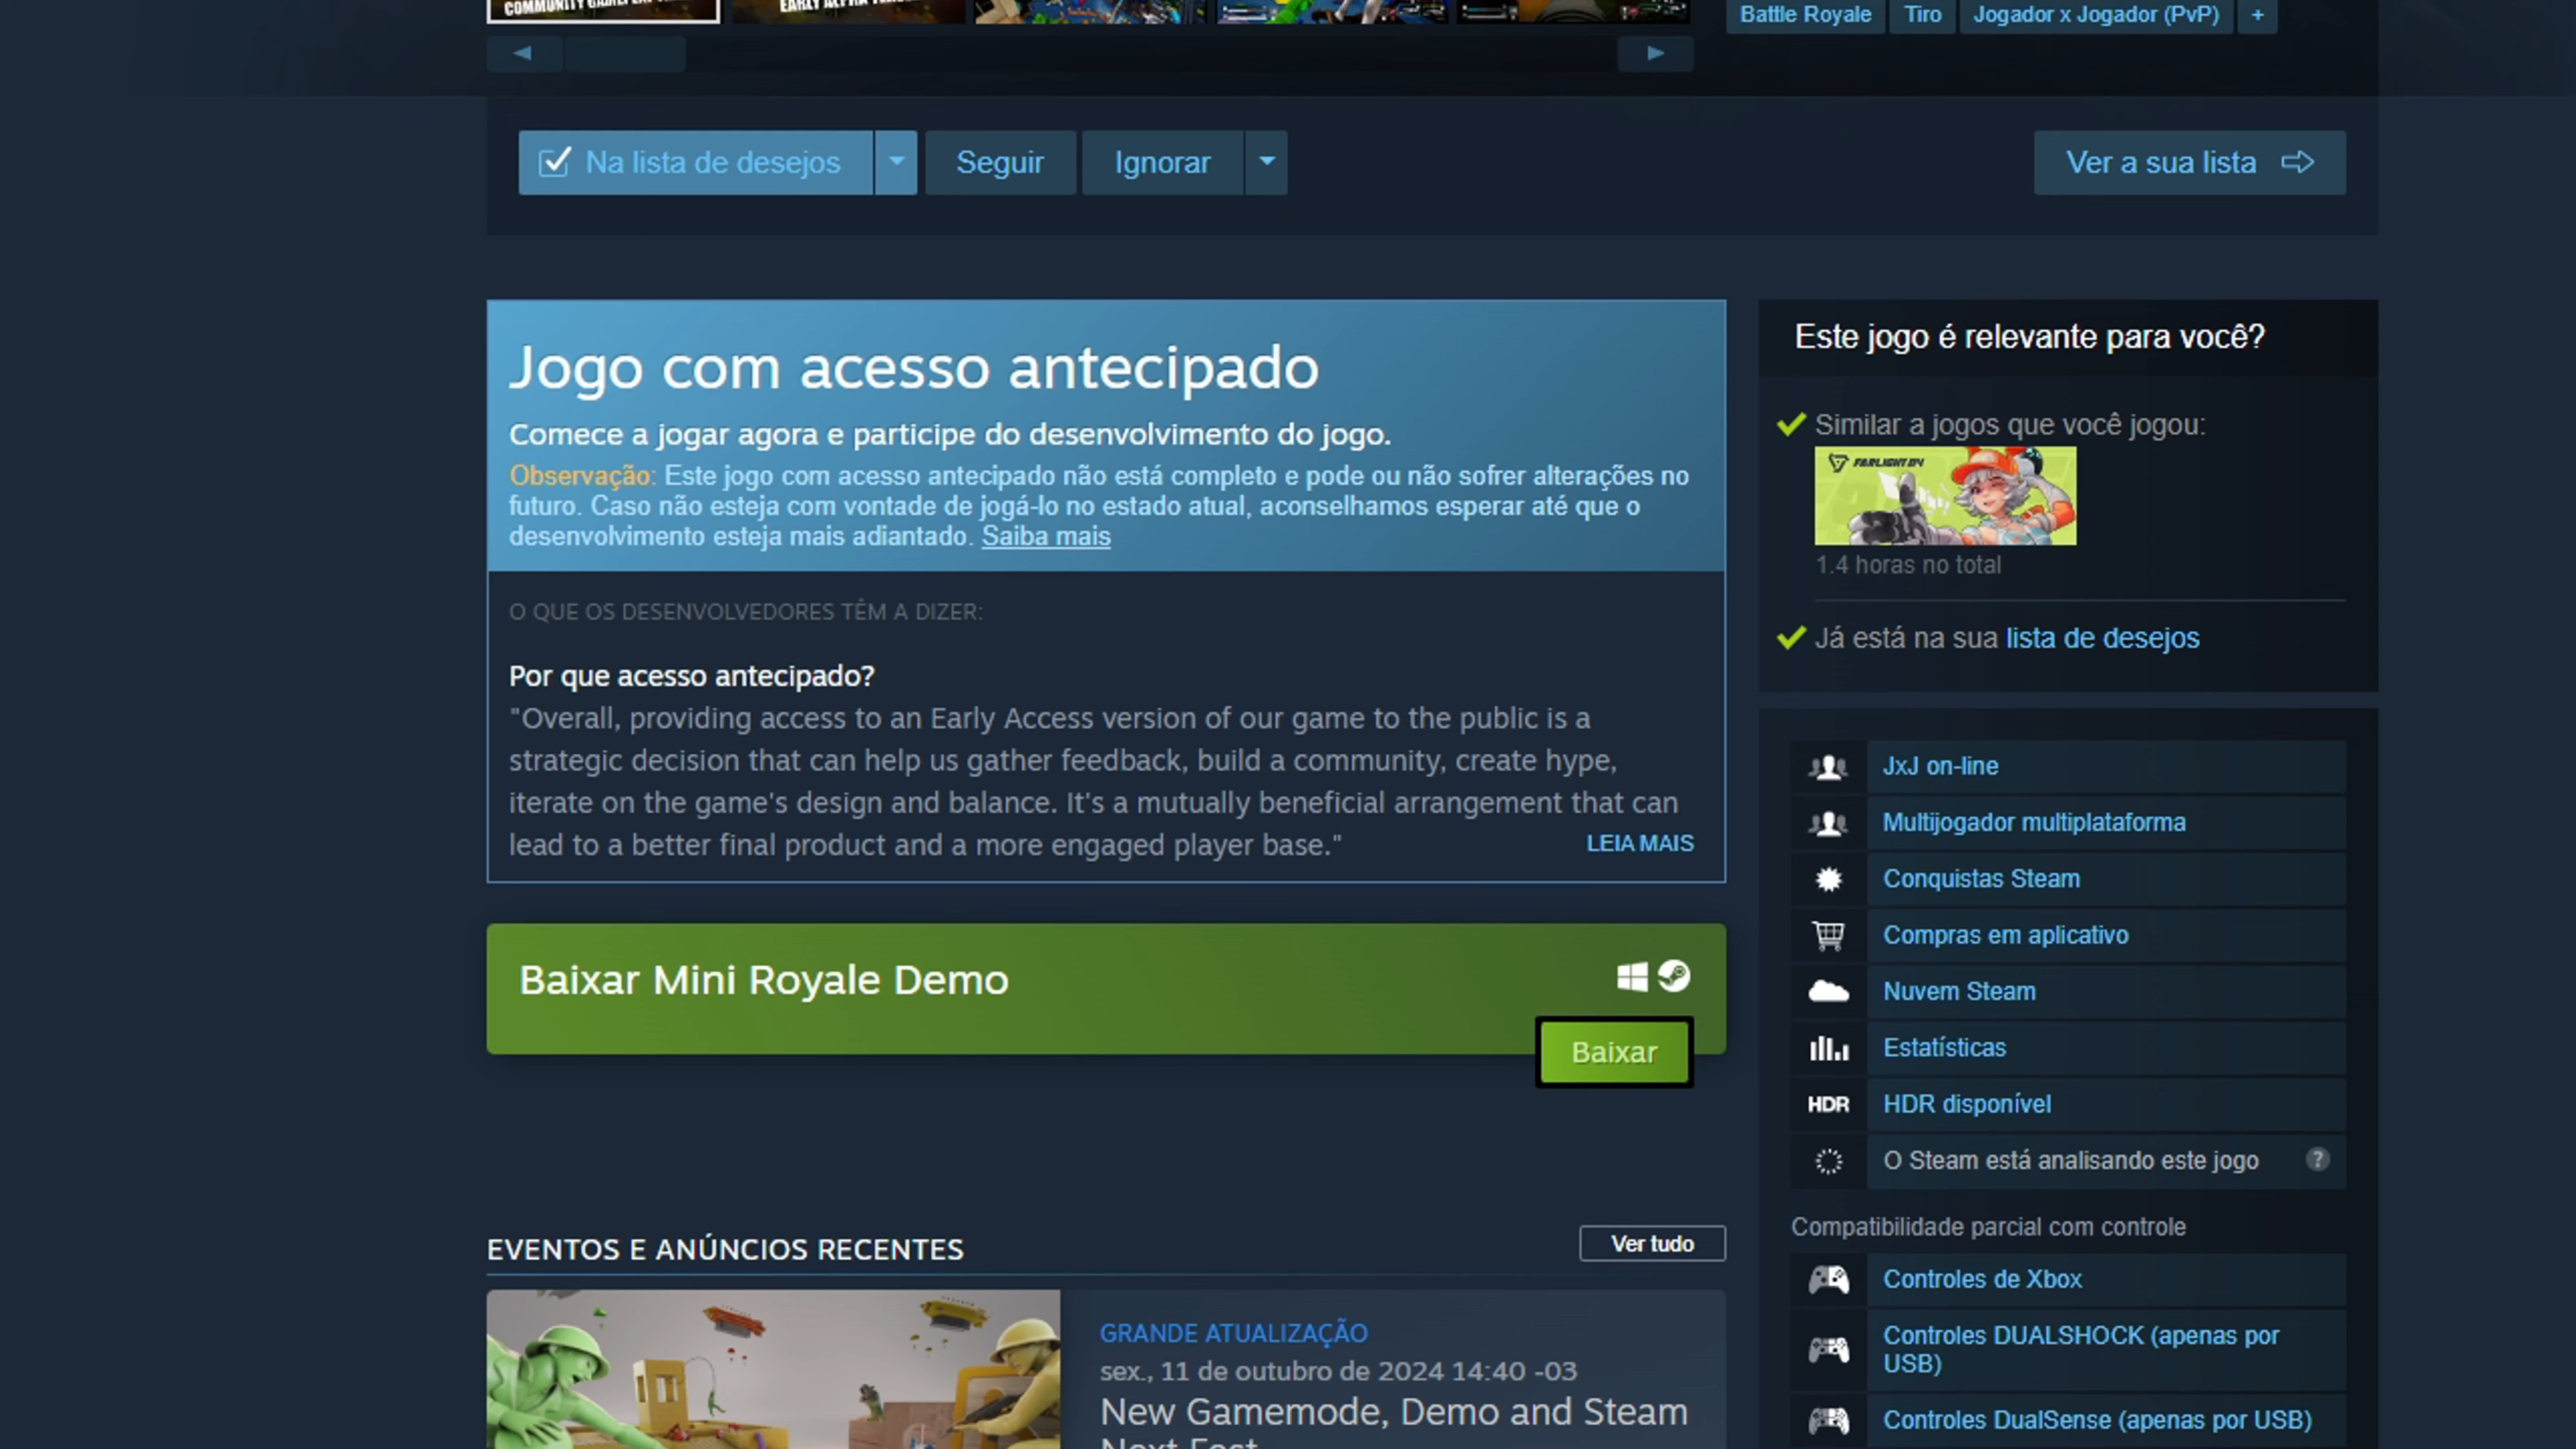 COMMUNITY GAMEPLAY
EARLY ALPHA
Battle Royale
Tiro
Jogador x Jogador (PvP)
+
Na lista de desejos
Seguir
Ignorar
Ver a sua lista
Jogo com acesso antecipado
Comece a jogar agora e participe do desenvolvimento do jogo.
Observação: Este jogo com acesso antecipado não está completo e pode ou não sofrer alterações no
futuro. Caso não esteja com vontade de jogá-lo no estado atual, aconselhamos esperar até que o
desenvolvimento esteja mais adiantado. Saiba mais
O QUE OS DESENVOLVEDORES TÊM A DIZER:
Por que acesso antecipado?
"Overall, providing access to an Early Access version of our game to the public is a
strategic decision that can help us gather feedback, build a community, create hype,
iterate on the game's design and balance. It's a mutually beneficial arrangement that can
lead to a better final product and a more engaged player base."
LEIA MAIS
Baixar Mini Royale Demo
Baixar
EVENTOS E ANÚNCIOS RECENTES
Ver tudo
GRANDE ATUALIZAÇÃO
sex., 11 de outubro de 2024 14:40 -03
New Gamemode, Demo and Steam
Next Fest
Este jogo é relevante para você?
Similar a jogos que você jogou:
FARLIGHT 84
1.4 horas no total
Já está na sua lista de desejos
JxJ on-line
Multijogador multiplataforma
Conquistas Steam
Compras em aplicativo
Nuvem Steam
Estatísticas
HDR HDR disponível
O Steam está analisando este jogo ?
Compatibilidade parcial com controle
Controles de Xbox
Controles DUALSHOCK (apenas por
USB)
Controles DualSense (apenas por USB)